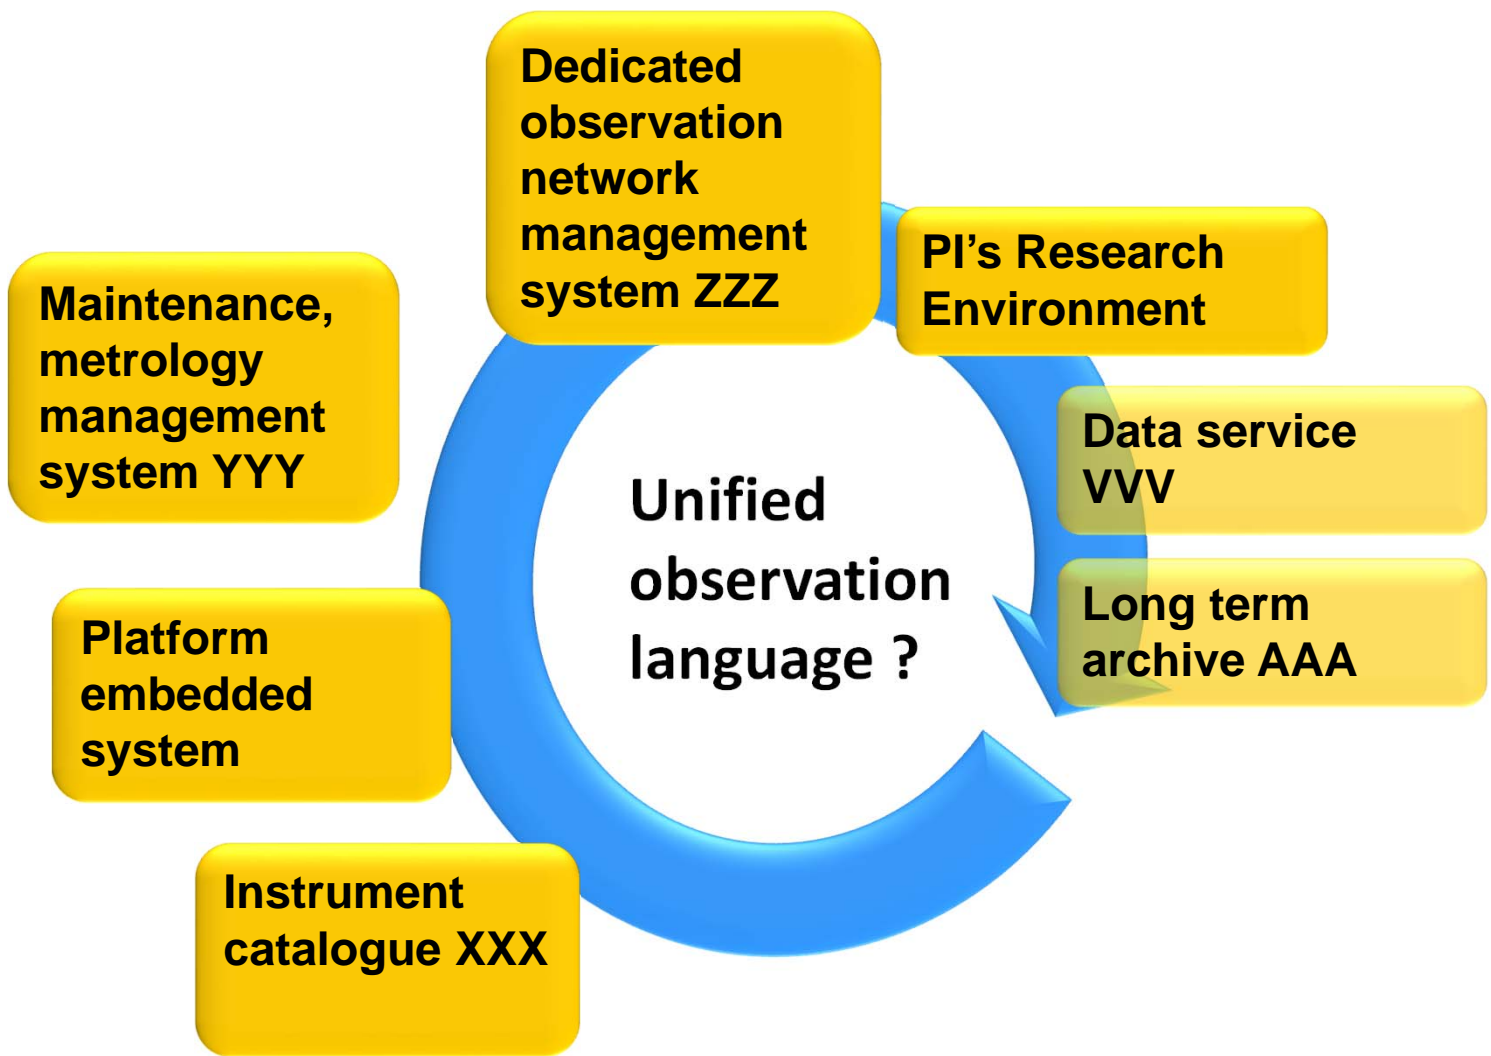 Dedicated
observation
network
management
system ZZZ
PI’s Research
Environment
Maintenance,
metrology
management
system YYY
Data service
VVV
Unified
observation
language ?
Long term
archive AAA
Platform
embedded
system
Instrument
catalogue XXX